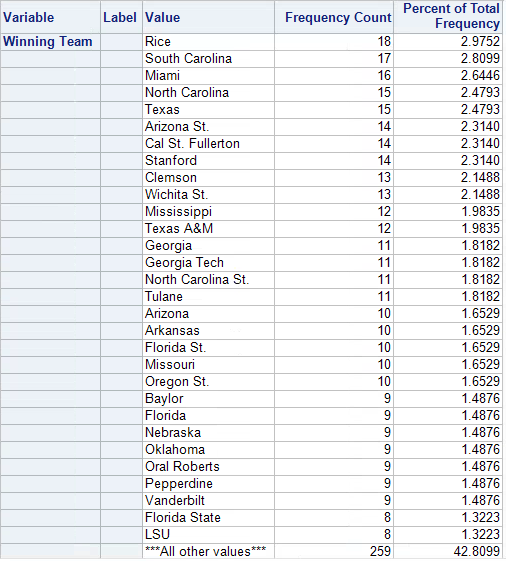 Variable Label Value Frequency Count Percent of Total Frequency
Winning Team Rice 18 2.9752
South Carolina 17 2.8099
Miami 16 2.6446
North Carolina 15 2.4793
Texas 15 2.4793
Arizona St. 14 2.3140
Cal St. Fullerton 14 2.3140
Stanford 14 2.3140
Clemson 13 2.1488
Wichita St. 13 2.1488
Mississippi 12 1.9835
Texas A&M 12 1.9835
Georgia 11 1.8182
Georgia Tech 11 1.8182
North Carolina St. 11 1.8182
Tulane 11 1.8182
Arizona 10 1.6529
Arkansas 10 1.6529
Florida St. 10 1.6529
Missouri 10 1.6529
Oregon St. 10 1.6529
Baylor 9 1.4876
Florida 9 1.4876
Nebraska 9 1.4876
Oklahoma 9 1.4876
Oral Roberts 9 1.4876
Pepperdine 9 1.4876
Vanderbilt 9 1.4876
Florida State 8 1.3223
LSU 8 1.3223
***All other values*** 259 42.8099